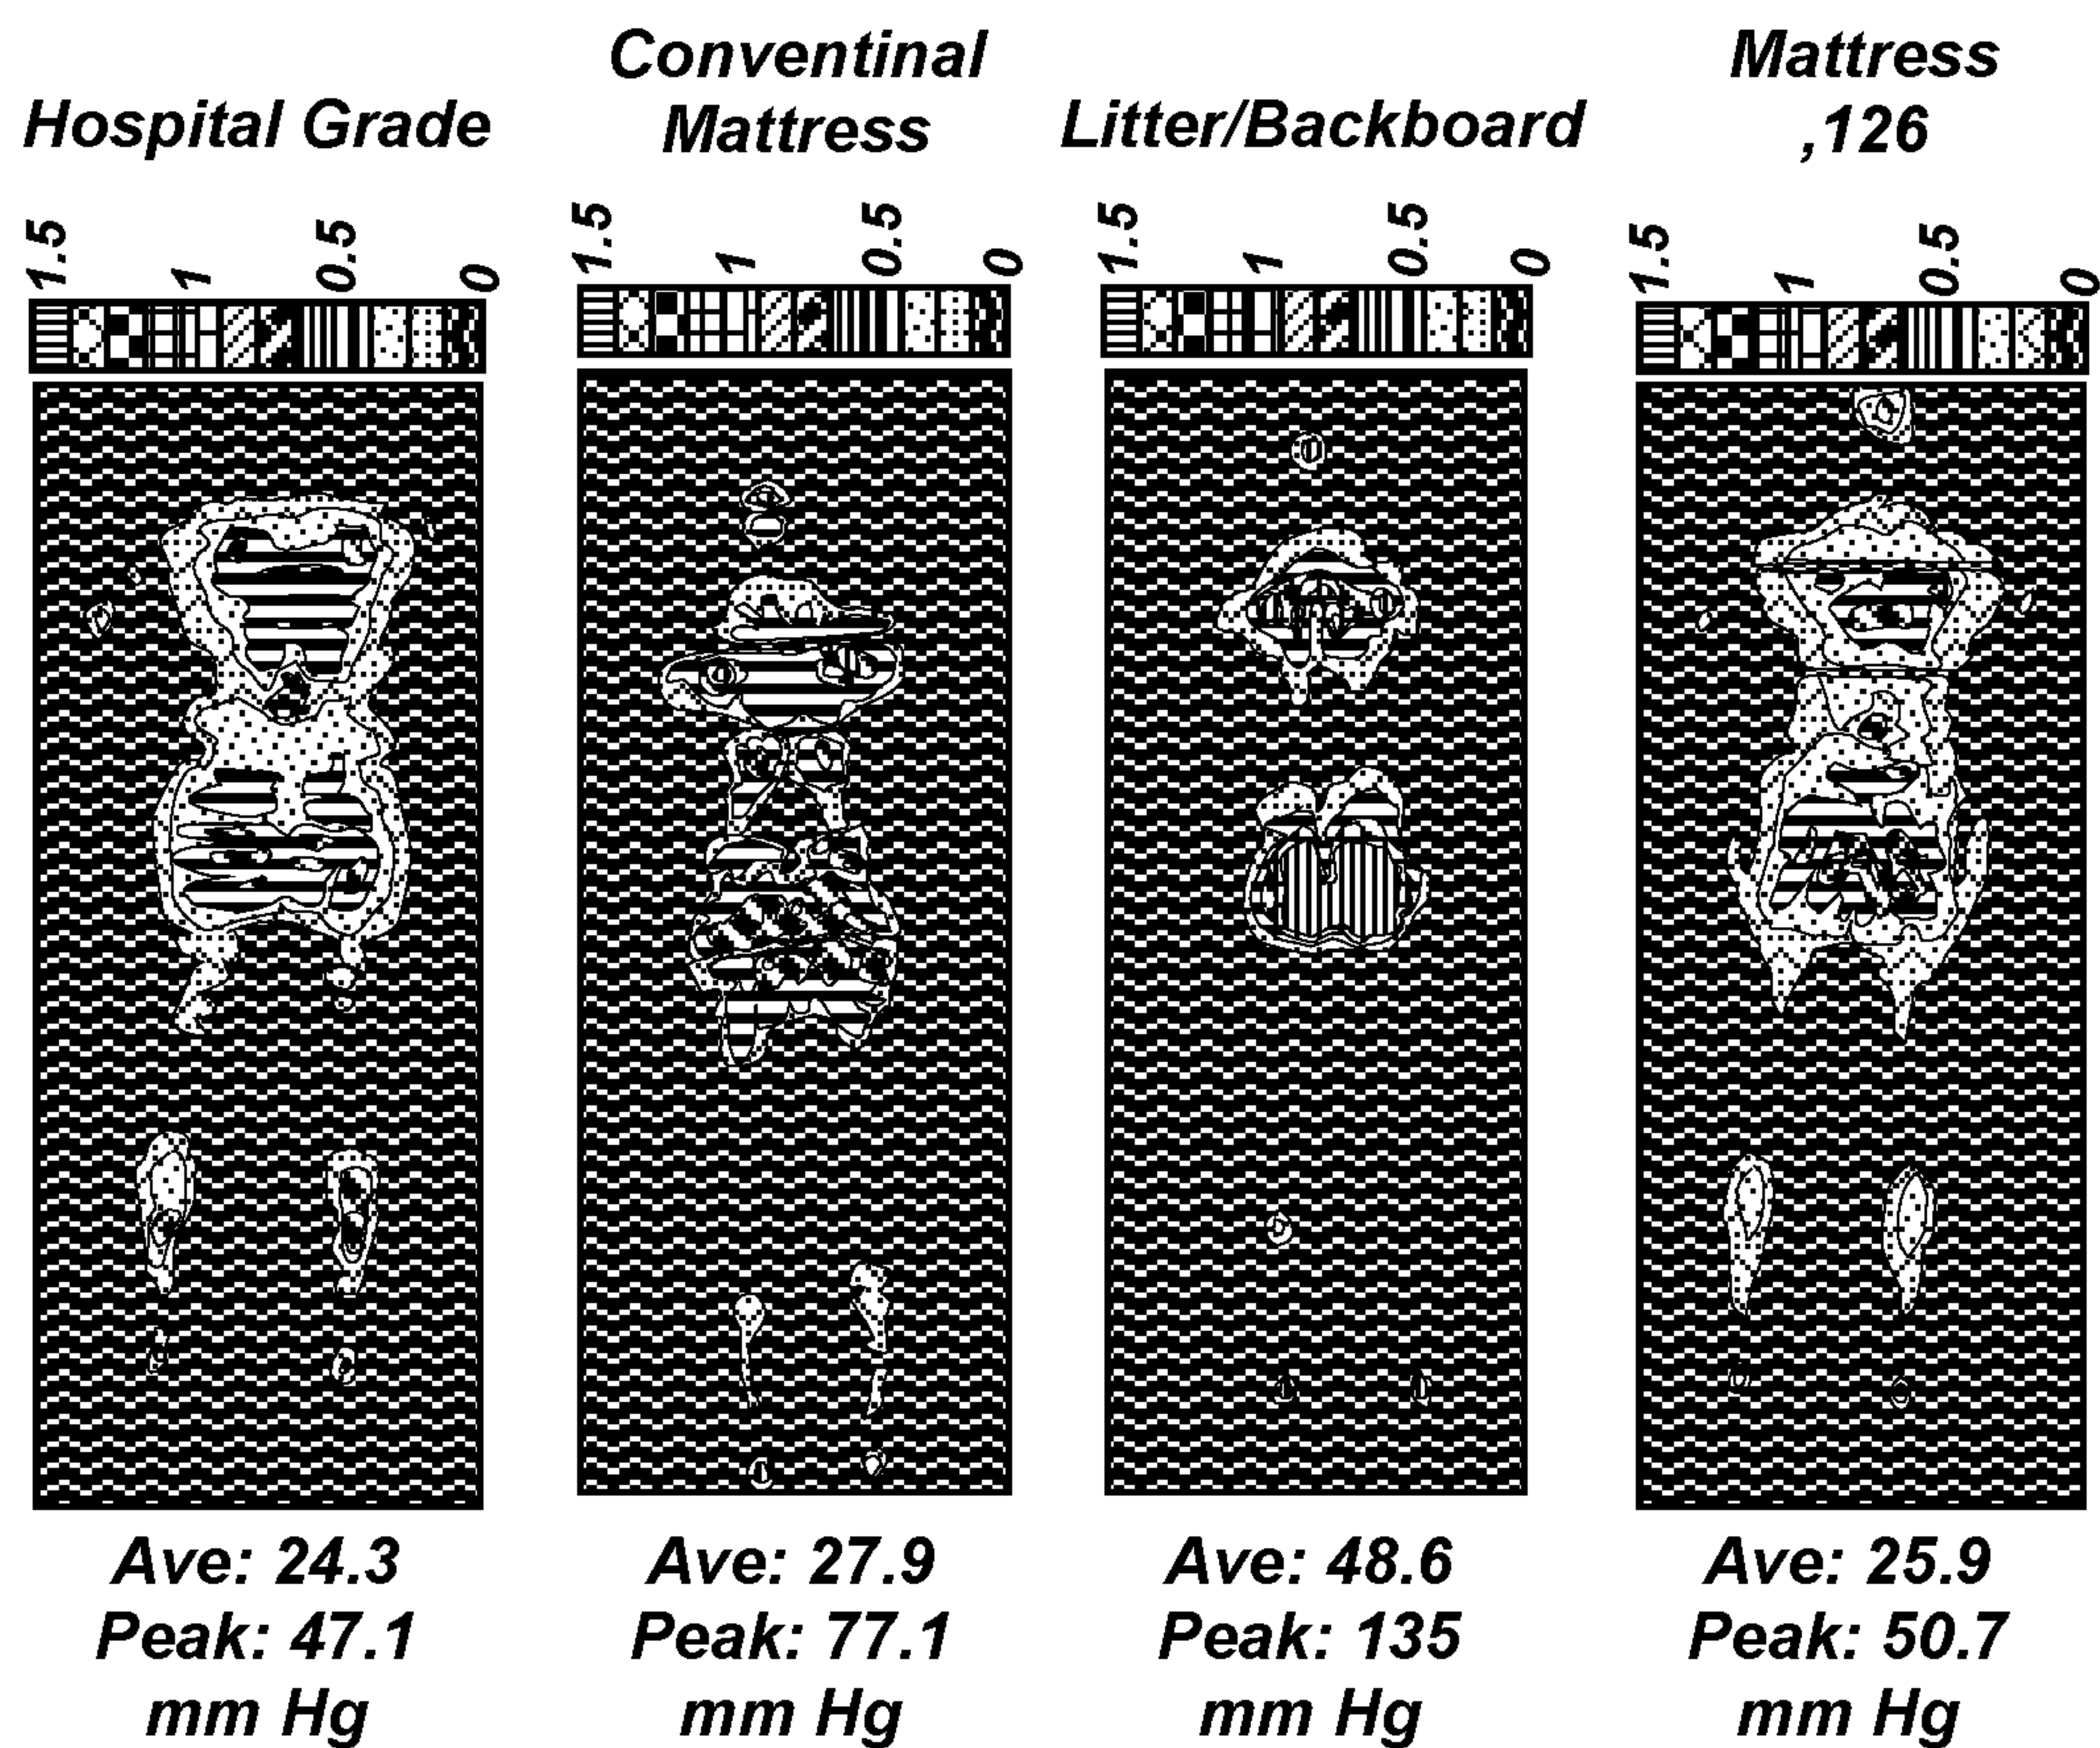 Hospital Grade
Conventinal
Mattress
Litter/Backboard
Mattress
,126
1.5 1 0.5 0
1.5 1 0.5 0
1.5 1 0.5 0
1.5 1 0.5 0
Ave: 24.3
Peak: 47.1
mm Hg
Ave: 27.9
Peak: 77.1
mm Hg
Ave: 48.6
Peak: 135
mm Hg
Ave: 25.9
Peak: 50.7
mm Hg